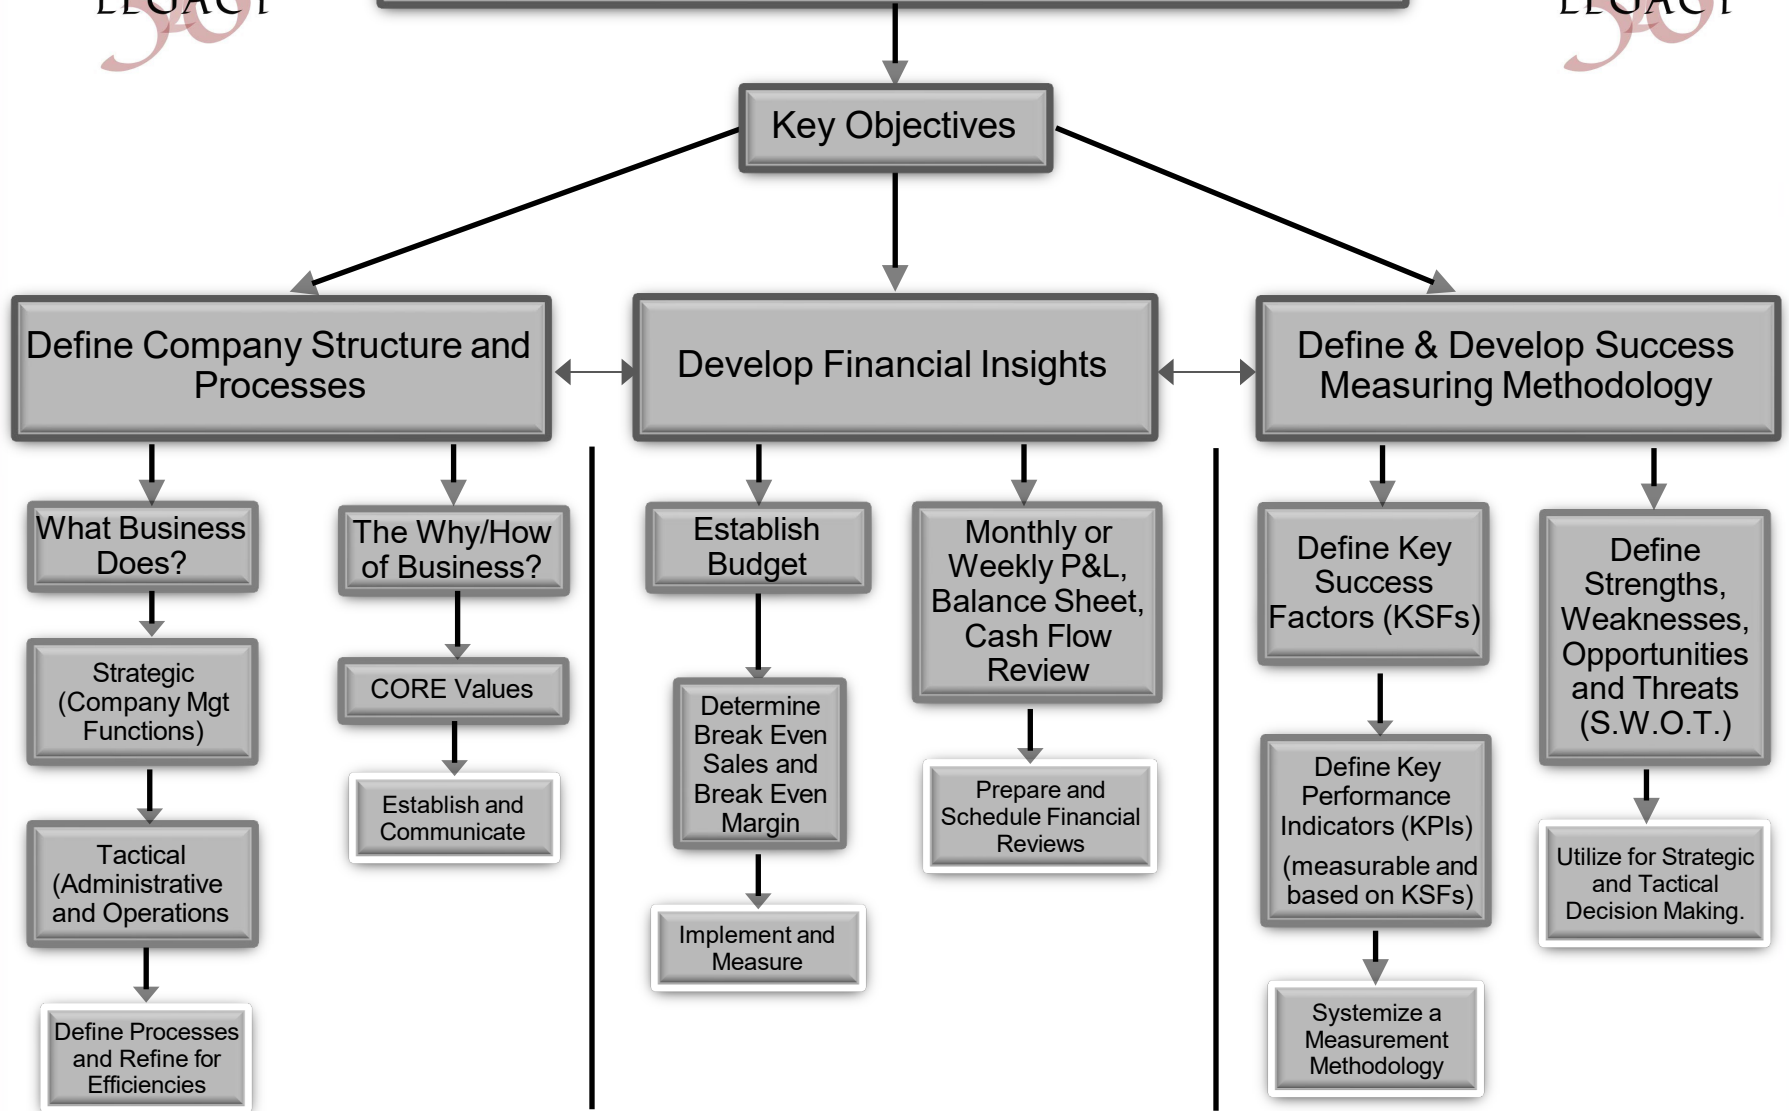 LEGACY
LEGACY
Key Objectives
Define Company Structure and
Processes
Develop Financial Insights
Define & Develop Success
Measuring Methodology
What Business
Does?
Strategic
(Company Mgt
Functions)
Tactical
(Administrative
and Operations
Define Processes
and Refine for
Efficiencies
The Why/How
of Business?
CORE Values
Establish and
Communicate
Establish
Budget
Determine
Break Even
Sales and
Break Even
Margin
Implement and
Measure
Monthly or
Weekly P&L,
Balance Sheet,
Cash Flow
Review
Prepare and
Schedule Financial
Reviews
Define Key
Success
Factors (KSFs)
Define Key
Performance
Indicators (KPIs)
(measurable and
based on KSFs)
Systemize a
Measurement
Methodology
Define
Strengths,
Weaknesses,
Opportunities
and Threats
(S.W.O.T.)
Utilize for Strategic
and Tactical
Decision Making.